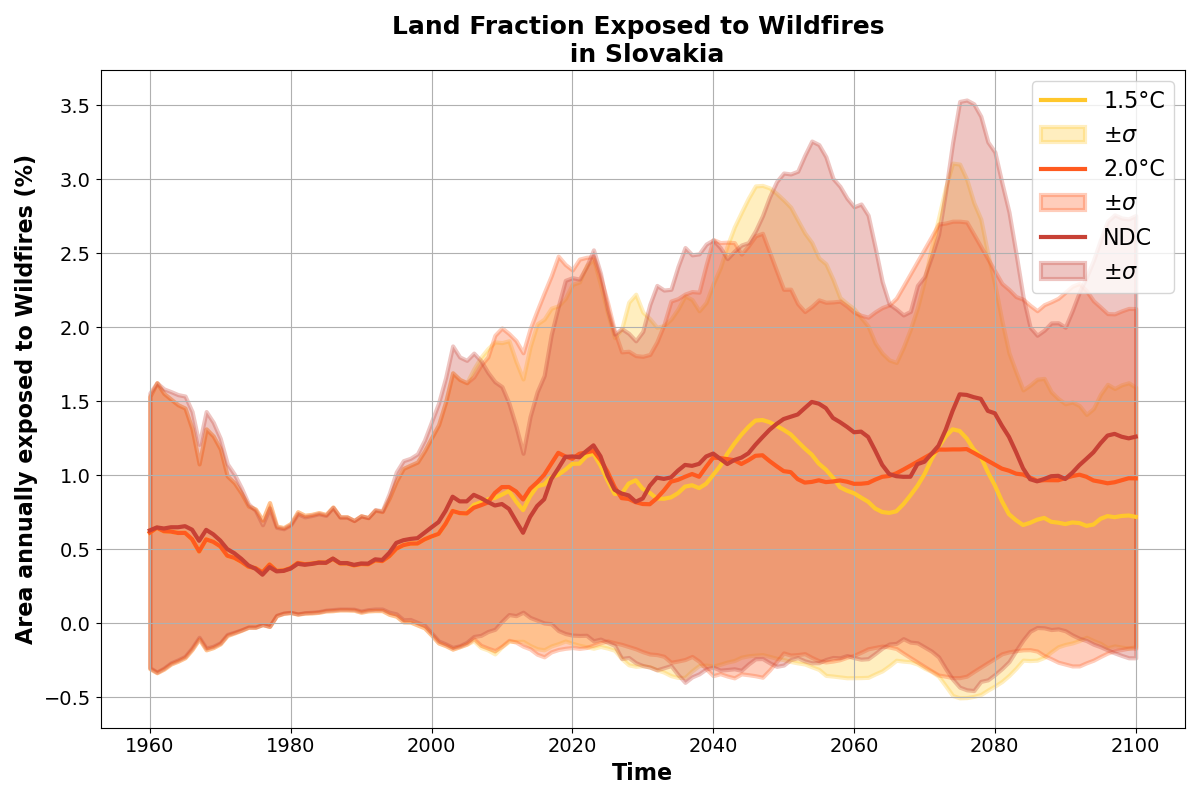 Land Fraction Exposed to Wildfires
in Slovakia
Area annually exposed to Wildfires (%)
3.5
3.0
2.5
2.0
1.5
1.0
0.5
0.0
−0.5
1960
1980
2000
2020
2040
2060
2080
2100
Time
1.5°C
±σ
2.0°C
±σ
NDC
±σ